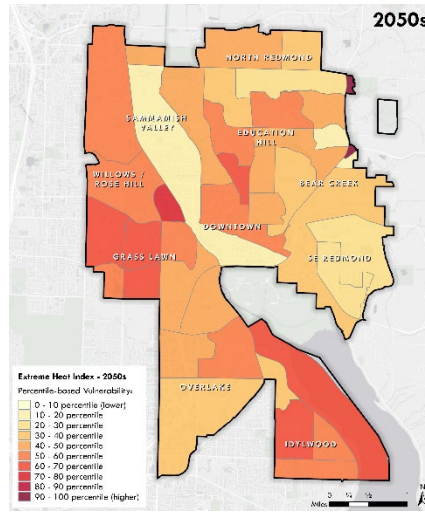 2050s
NORTH REDMOND
SAMMAMISH
VALLEY
EDUCATION
HILL
WILLOWS /
ROSE HILL
BEAR CREEK
DOWNTOWN
GRASS LAWN
SE REDMOND
OVERLAKE
IDYLWOOD
Extreme Heat Index - 2050s
Percentile-based Vulnerability
0 - 10 percentile (lower)
10 - 20 percentile
20 - 30 percentile
30 - 40 percentile
40 - 50 percentile
50 - 60 percentile
60 - 70 percentile
70 - 80 percentile
80 - 90 percentile
90 - 100 percentile (higher)
Miles